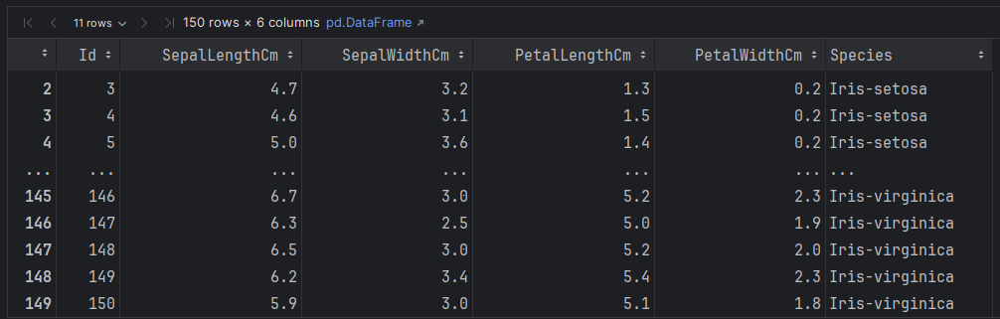 11 rows 150 rows × 6 columns pd.DataFrame
Id SepalLengthCm SepalWidthCm PetalLengthCm PetalWidthCm Species
2 3 4.7 3.2 1.3 0.2 Iris-setosa
3 4 4.6 3.1 1.5 0.2 Iris-setosa
4 5 5.0 3.6 1.4 0.2 Iris-setosa
... ... ... ... ... ... ...
145 146 6.7 3.0 5.2 2.3 Iris-virginica
146 147 6.3 2.5 5.0 1.9 Iris-virginica
147 148 6.5 3.0 5.2 2.0 Iris-virginica
148 149 6.2 3.4 5.4 2.3 Iris-virginica
149 150 5.9 3.0 5.1 1.8 Iris-virginica